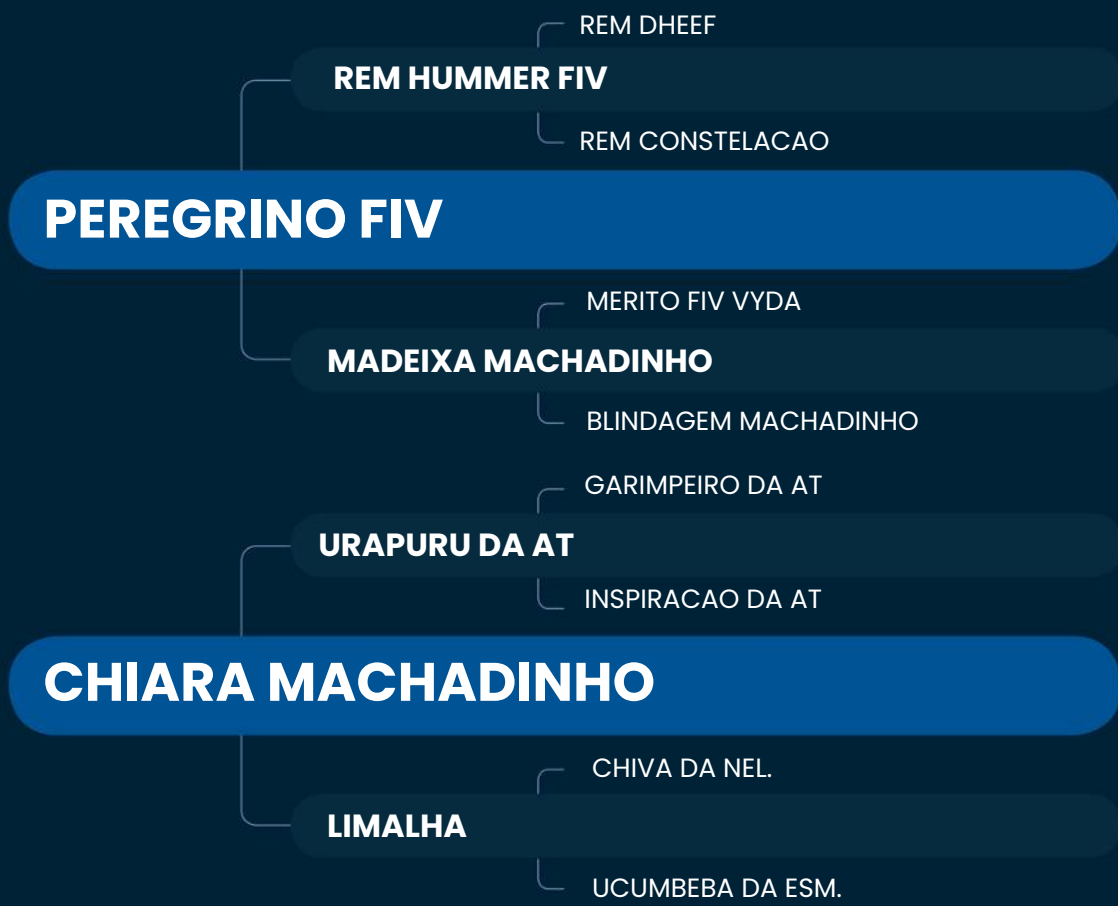 REM DHEEF
REM HUMMER FIV
REM CONSTELACAO
PEREGRINO FIV
MERITO FIV VYDA
MADEIXA MACHADINHO
BLINDAGEM MACHADINHO
GARIMPEIRO DA AT
URAPURU DA AT
INSPIRACAO DA AT
CHIARA MACHADINHO
CHIVA DA NEL.
LIMALHA
UCUMBEBA DA ESM.